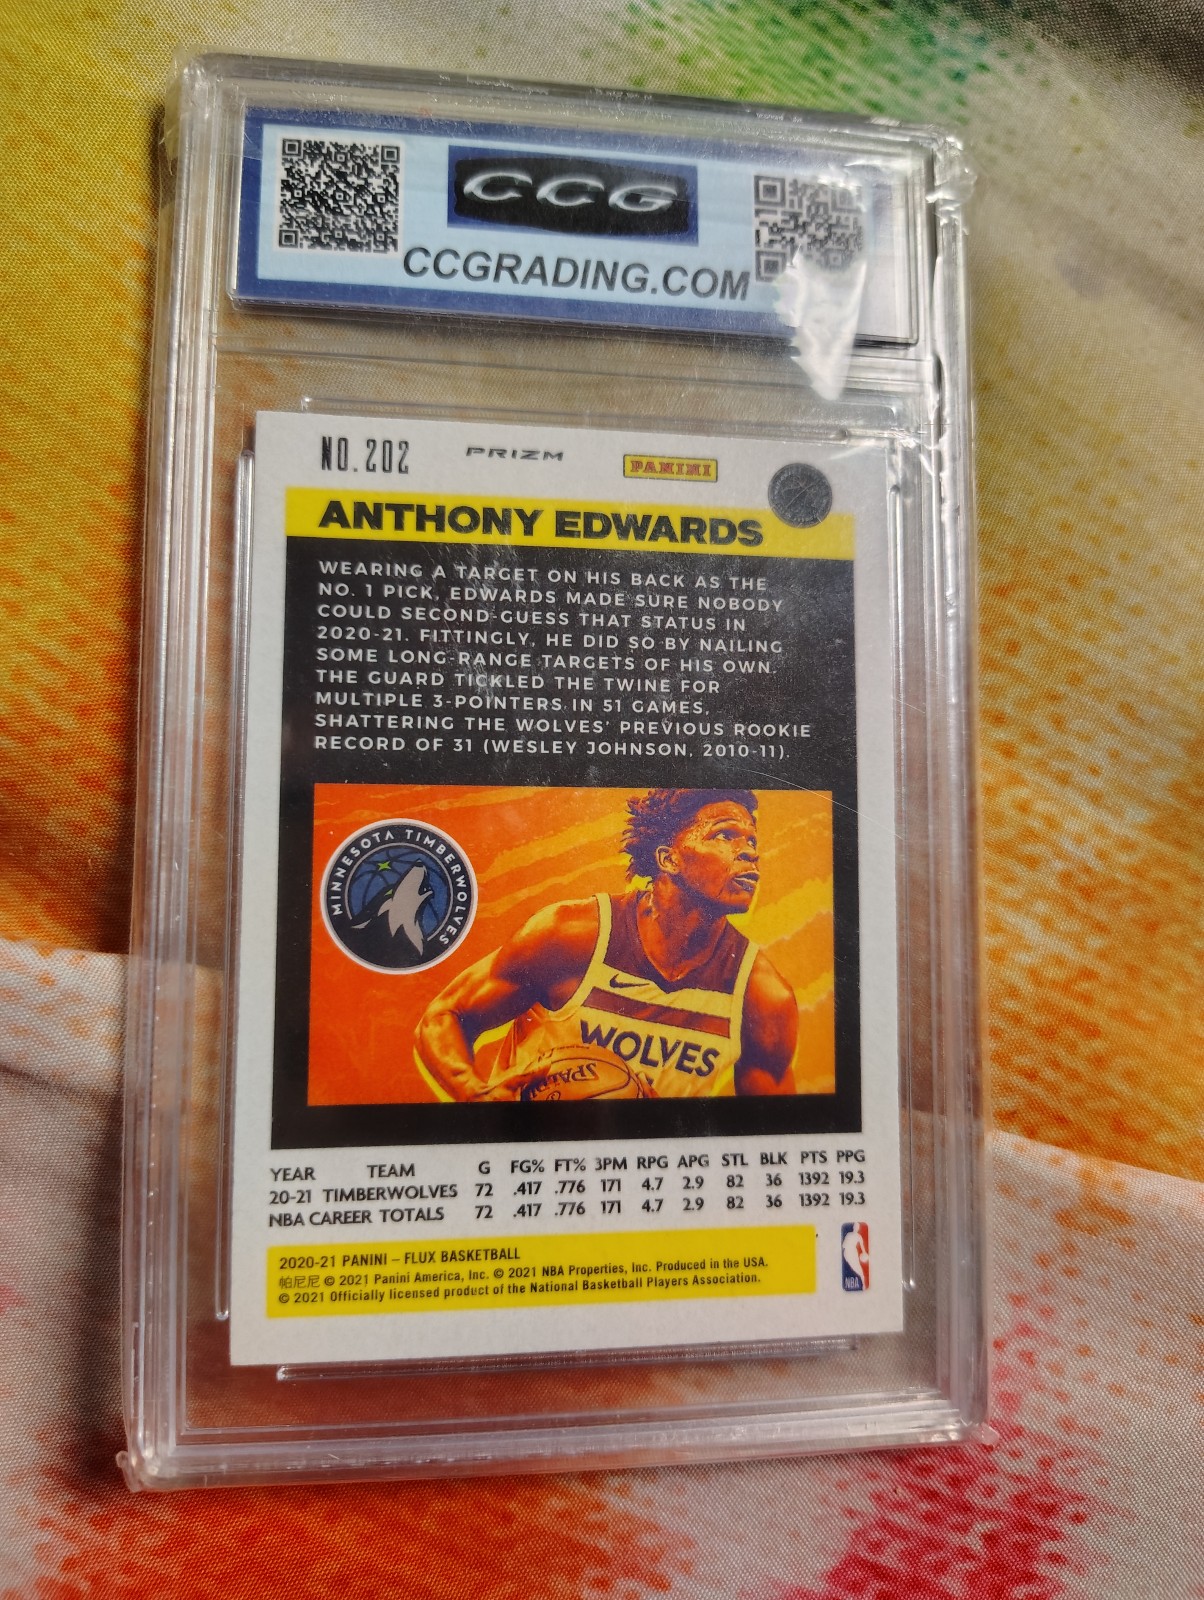 CCG
CCGRADING.COM
NO.202
PRIZM
PANINI
ANTHONY EDWARDS
WEARING A TARGET ON HIS BACK AS THE
NO. 1 PICK, EDWARDS MADE SURE NOBODY
COULD SECOND-GUESS THAT STATUS IN
2020-21. FITTINGLY, HE DID SO BY NAILING
SOME LONG-RANGE TARGETS OF HIS OWN.
THE GUARD TICKLED THE TWINE FOR
MULTIPLE 3-POINTERS IN 51 GAMES,
SHATTERING THE WOLVES' PREVIOUS ROOKIE
RECORD OF 31 (WESLEY JOHNSON, 2010-11).
MINNESOTA TIMBERWOLVES
WOLVES
SPALDING
YEAR TEAM G FG% FT% 3PM RPG APG STL BLK PTS PPG
20-21 TIMBERWOLVES 72 .417 .776 171 4.7 2.9 82 36 1392 19.3
NBA CAREER TOTALS 72 .417 .776 171 4.7 2.9 82 36 1392 19.3
2020-21 PANINI – FLUX BASKETBALL
帕尼尼 © 2021 Panini America, Inc. © 2021 NBA Properties, Inc. Produced in the USA.
© 2021 Officially licensed product of the National Basketball Players Association.
NBA